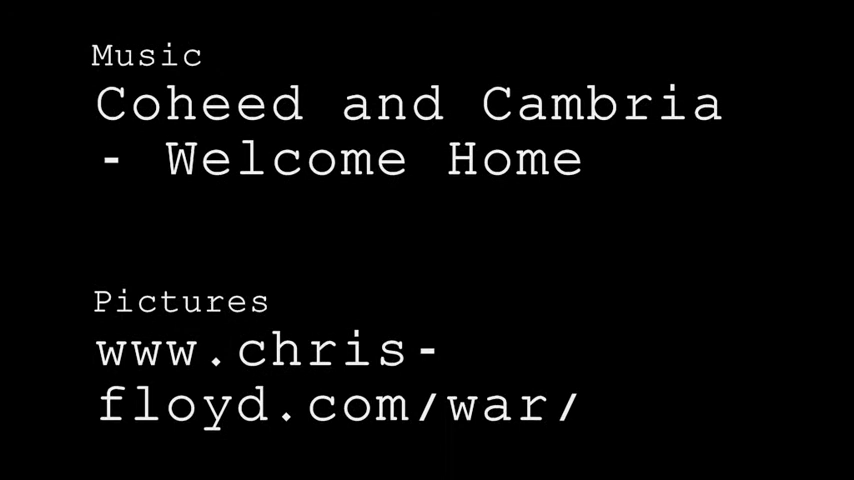 Music
Coheed and Cambria
- Welcome Home
Pictures
www.chris-
floyd.com/war/